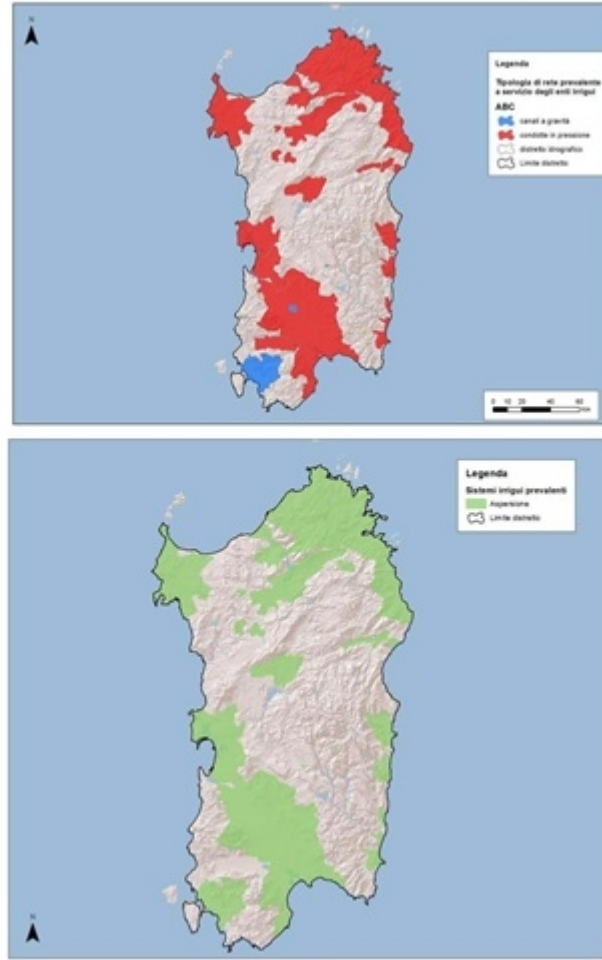 N
Legenda
Tipologia di rete prevalente
a servizio degli enti irrigui
ABC
canali a gravità
condotte in pressione
distretto idrografico
Limite distretto
0 10 20 40 60
Legenda
Sistemi irrigui prevalenti
Aspersione
Limite distretto
N